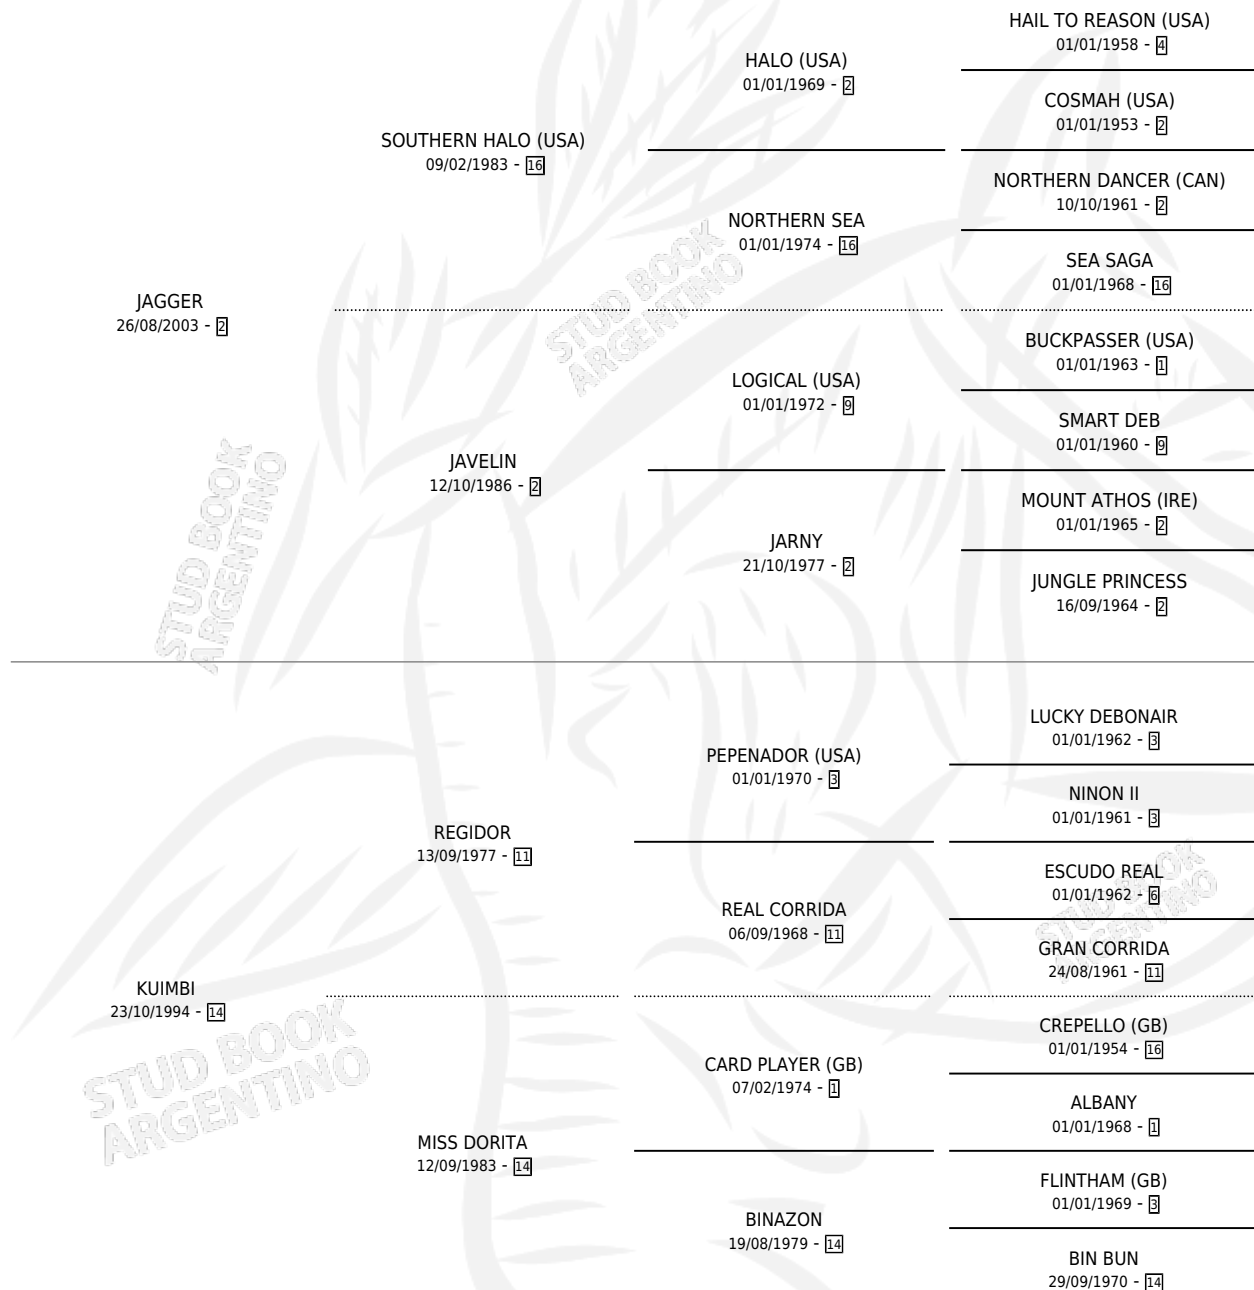 HAIL TO REASON (USA)
01/01/1958 - 4
HALO (USA)
01/01/1969 - 2
COSMAH (USA)
01/01/1953 - 2
SOUTHERN HALO (USA)
09/02/1983 - 16
NORTHERN DANCER (CAN)
10/10/1961 - 2
NORTHERN SEA
01/01/1974 - 16
SEA SAGA
01/01/1968 - 16
JAGGER
26/08/2003 - 2
BUCKPASSER (USA)
01/01/1963 - 1
LOGICAL (USA)
01/01/1972 - 9
SMART DEB
01/01/1960 - 9
JAVELIN
12/10/1986 - 2
MOUNT ATHOS (IRE)
01/01/1965 - 2
JARNY
21/10/1977 - 2
JUNGLE PRINCESS
16/09/1964 - 2
LUCKY DEBONAIR
01/01/1962 - 3
PEPENADOR (USA)
01/01/1970 - 3
NINON II
01/01/1961 - 3
REGIDOR
13/09/1977 - 11
ESCUDO REAL
01/01/1962 - 6
REAL CORRIDA
06/09/1968 - 11
GRAN CORRIDA
24/08/1961 - 11
KUIMBI
23/10/1994 - 14
CREPELLO (GB)
01/01/1954 - 16
CARD PLAYER (GB)
07/02/1974 - 1
ALBANY
01/01/1968 - 1
MISS DORITA
12/09/1983 - 14
FLINTHAM (GB)
01/01/1969 - 3
BINAZON
19/08/1979 - 14
BIN BUN
29/09/1970 - 14
STUD BOOK
ARGENTINO
STUD BOOK
ARGENTINO
STUD BOOK
ARGENTINO
STUD BOOK
ARGENTINO